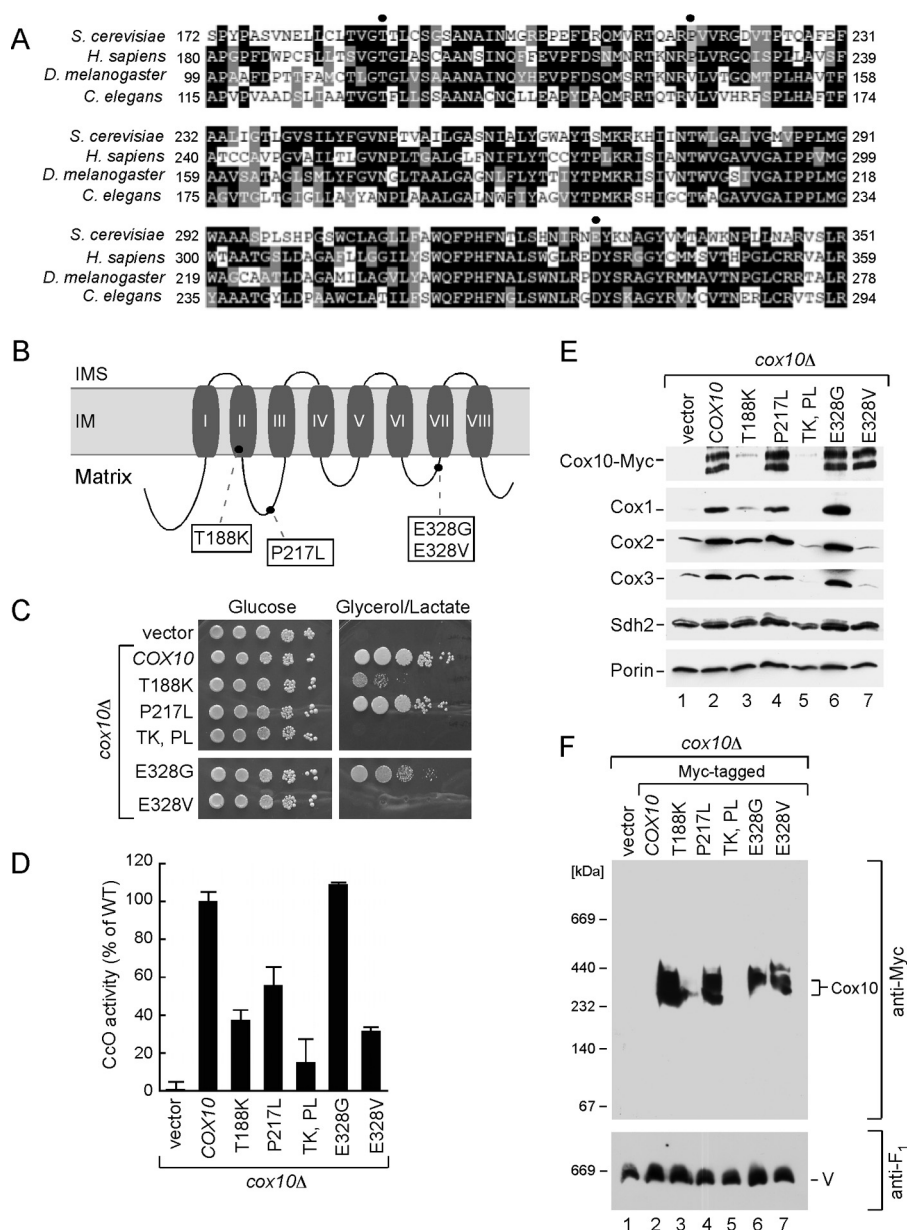 A
S. cerevisiae 172 SPYPASVNELLCLTVGTTLCSGSANAINMGREPEFDRQMVRTQARPVVRGDVTPTQAFEF 231
H. sapiens 180 APGPFDWPCFLLTSVGTGLASCAANSINQFFEVPFDSNMNRTKNRPLVRGQISPLLAVSF 239
D. melanogaster 99 APAAFDPTTFAMCTLGTGLVSAAANAINQYHEVPFDSQMSRTKNRVLVTGQMTPLHAVTF 158
C. elegans 115 APVPVAADSLIAATVGTFLLSSAANACNQLLEAPYDAQMRRTQTRVLVVHRFSPLHAFTF 174
S. cerevisiae 232 AALIGTLGVSILYFGVNPTVAILGASNIALYGWAYTSMKRKHIINTWLGALVGMVPPLMG 291
H. sapiens 240 ATCCAVPGVAILTLGVNPLTGALGLFNIFLYTCCYTPLKRISIANTWVGAVVGAIPPVMG 299
D. melanogaster 159 AAVSATAGLSMLYFGVNGLTAALGAGNLFLYTTIYTPMKRISIVNTWVGSIVGAIPPLMG 218
C. elegans 175 AGVTGLTGIGLLAYYANPLAAALGALNWFIYAGVYTPMKRSHIGCTWAGAVVGAIPPLMG 234
S. cerevisiae 292 WAAASPLSHPGSWCLAGLLFAWQFPHFNTLSHNIRNEYKNAGYVMTAWKNPLLNARVSLR 351
H. sapiens 300 WTAATGSLDAGAFLLGGILYSWQFPHFNALSWGLREDYSRGGYCMMSVTHPGLCRRVALR 359
D. melanogaster 219 WAGCAATLDAGAMILAGVLYAWQFPHFNALSWNLRPDYSRAGYRMMAVTNPGLCRRTALR 278
C. elegans 235 YAAATGYLDPAAWCLATILFSWQFPHFNGLSWNLRGDYSKAGYRVMCVTNERLCRRVTSLR 294
B
IMS
IM
Matrix
I II III IV V VI VII VIII
T188K
P217L
E328G
E328V
C
Glucose Glycerol/Lactate
cox10Δ
vector
COX10
T188K
P217L
TK, PL
E328G
E328V
D
CcO activity (% of WT)
120
100
80
60
40
20
0
vector COX10 T188K P217L TK, PL E328G E328V
cox10Δ
E
cox10Δ
vector COX10 T188K P217L TK, PL E328G E328V
Cox10-Myc
Cox1
Cox2
Cox3
Sdh2
Porin
1 2 3 4 5 6 7
F
cox10Δ
Myc-tagged
vector COX10 T188K P217L TK, PL E328G E328V
[kDa]
669
440
232
140
67
Cox10
anti-Myc
669
V
anti-F1
1 2 3 4 5 6 7